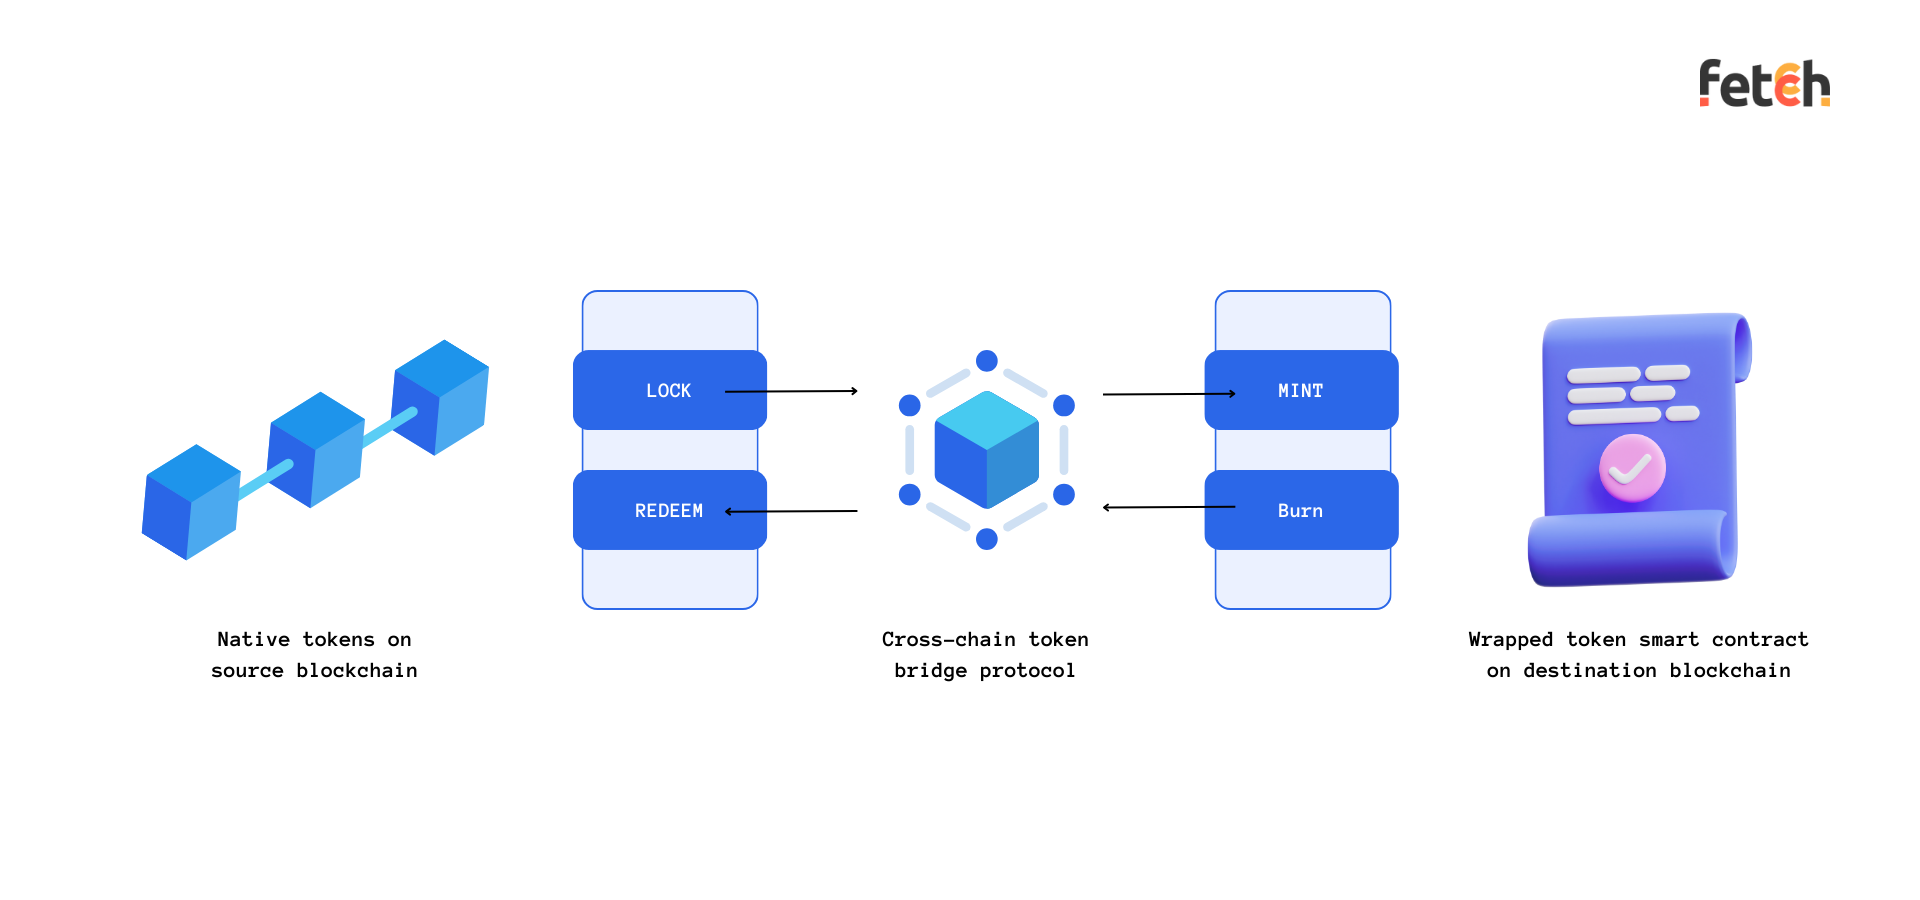 fetch
LOCK
MINT
REDEEM
Burn
Native tokens on
source blockchain
Cross-chain token
bridge protocol
Wrapped token smart contract
on destination blockchain